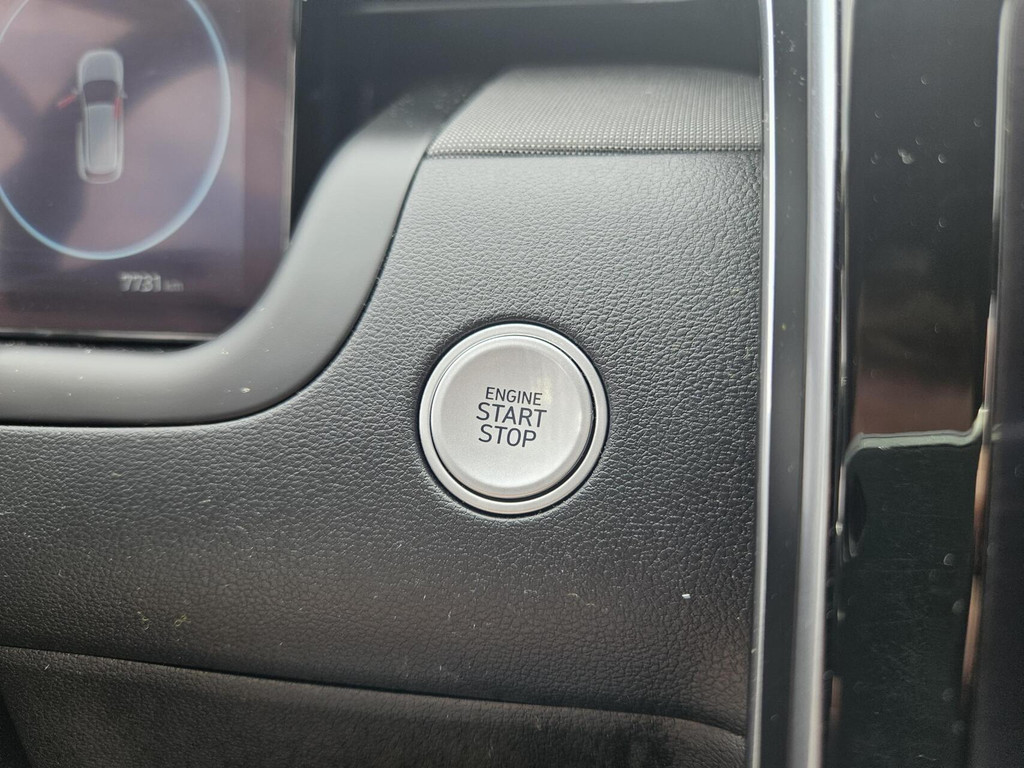 7731 km
ENGINE
START
STOP